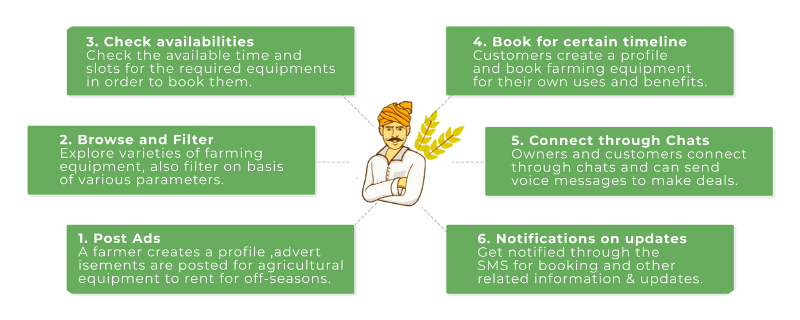 3. Check availabilities
Check the available time and
slots for the required equipments
in order to book them.
4. Book for certain timeline
Customers create a profile
and book farming equipment
for their own uses and benefits.
2. Browse and Filter
Explore varieties of farming
equipment, also filter on basis
of various parameters.
5. Connect through Chats
Owners and customers connect
through chats and can send
voice messages to make deals.
1. Post Ads
A farmer creates a profile ,advert
isements are posted for agricultural
equipment to rent for off-seasons.
6. Notifications on updates
Get notified through the
SMS for booking and other
related information & updates.